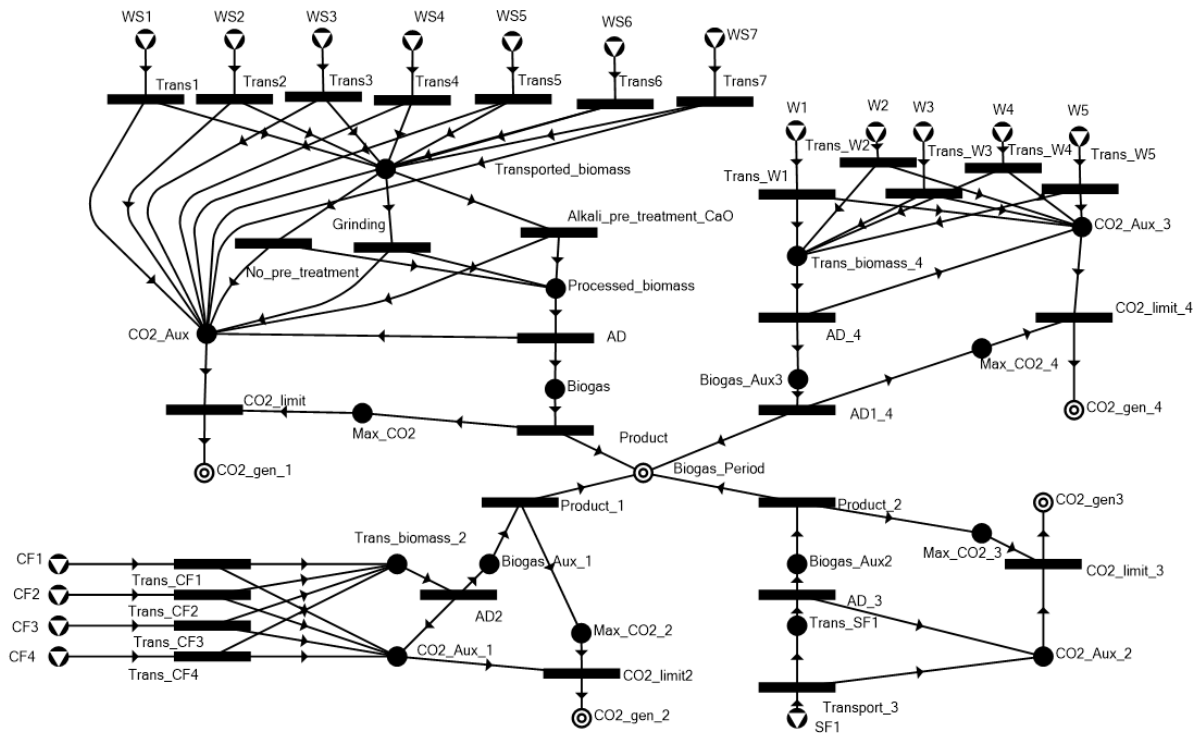 WS1
WS2
WS3
WS4
WS5
WS6
WS7
Trans1
Trans2
Trans3
Trans4
Trans5
Trans6
Trans7
Transported_biomass
Grinding
Alkali_pre_treatment_CaO
No_pre_treatment
Processed_biomass
CO2_Aux
AD
Biogas
CO2_limit
Max_CO2
CO2_gen_1
Product
Biogas_Period
W1
W2
W3
W4
W5
Trans_W2
Trans_W3
Trans_W4
Trans_W5
Trans_W1
CO2_Aux_3
Trans_biomass_4
CO2_limit_4
AD_4
Max_CO2_4
Biogas_Aux3
AD1_4
CO2_gen_4
Product_1
Trans_biomass_2
Biogas_Aux_1
CF1
CF2
CF3
CF4
Trans_CF1
Trans_CF2
Trans_CF3
Trans_CF4
AD2
CO2_Aux_1
Max_CO2_2
CO2_limit2
CO2_gen_2
Product_2
CO2_gen3
Max_CO2_3
Biogas_Aux2
CO2_limit_3
AD_3
Trans_SF1
CO2_Aux_2
Transport_3
SF1